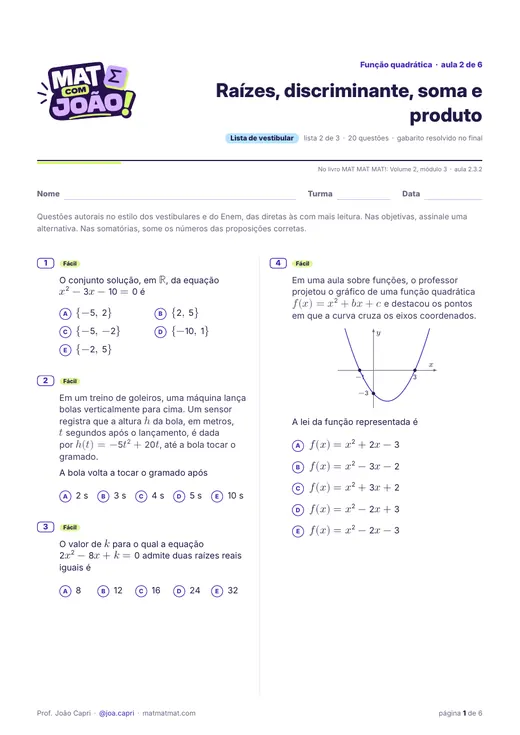 MAT
COM
JOÃO!
Função quadrática · aula 2 de 6
Raízes, discriminante, soma e
produto
Lista de vestibular lista 2 de 3 · 20 questões · gabarito resolvido no final
No livro MAT MAT MAT!: Volume 2, módulo 3 · aula 2.3.2
Nome Turma Data
Questões autorais no estilo dos vestibulares e do Enem, das diretas às com mais leitura. Nas objetivas, assinale uma
alternativa. Nas somatórias, some os números das proposições corretas.
1 Fácil
O conjunto solução, em ℝ, da equação
x² − 3x − 10 = 0 é
A {−5, 2} B {2, 5}
C {−5, −2} D {−10, 1}
E {−2, 5}
2 Fácil
Em um treino de goleiros, uma máquina lança
bolas verticalmente para cima. Um sensor
registra que a altura h da bola, em metros,
t segundos após o lançamento, é dada
por h(t) = −5t² + 20t, até a bola tocar o
gramado.
A bola volta a tocar o gramado após
A 2 s B 3 s C 4 s D 5 s E 10 s
3 Fácil
O valor de k para o qual a equação
2x² − 8x + k = 0 admite duas raízes reais
iguais é
A 8 B 12 C 16 D 24 E 32
4 Fácil
Em uma aula sobre funções, o professor
projetou o gráfico de uma função quadrática
f(x) = x² + bx + c e destacou os pontos
em que a curva cruza os eixos coordenados.
y
x
−1 3
−3
A lei da função representada é
A f(x) = x² + 2x − 3
B f(x) = x² − 3x − 2
C f(x) = x² + 3x + 2
D f(x) = x² − 2x + 3
E f(x) = x² − 2x − 3
Prof. João Capri · @joa.capri · matmatmat.com página 1 de 6